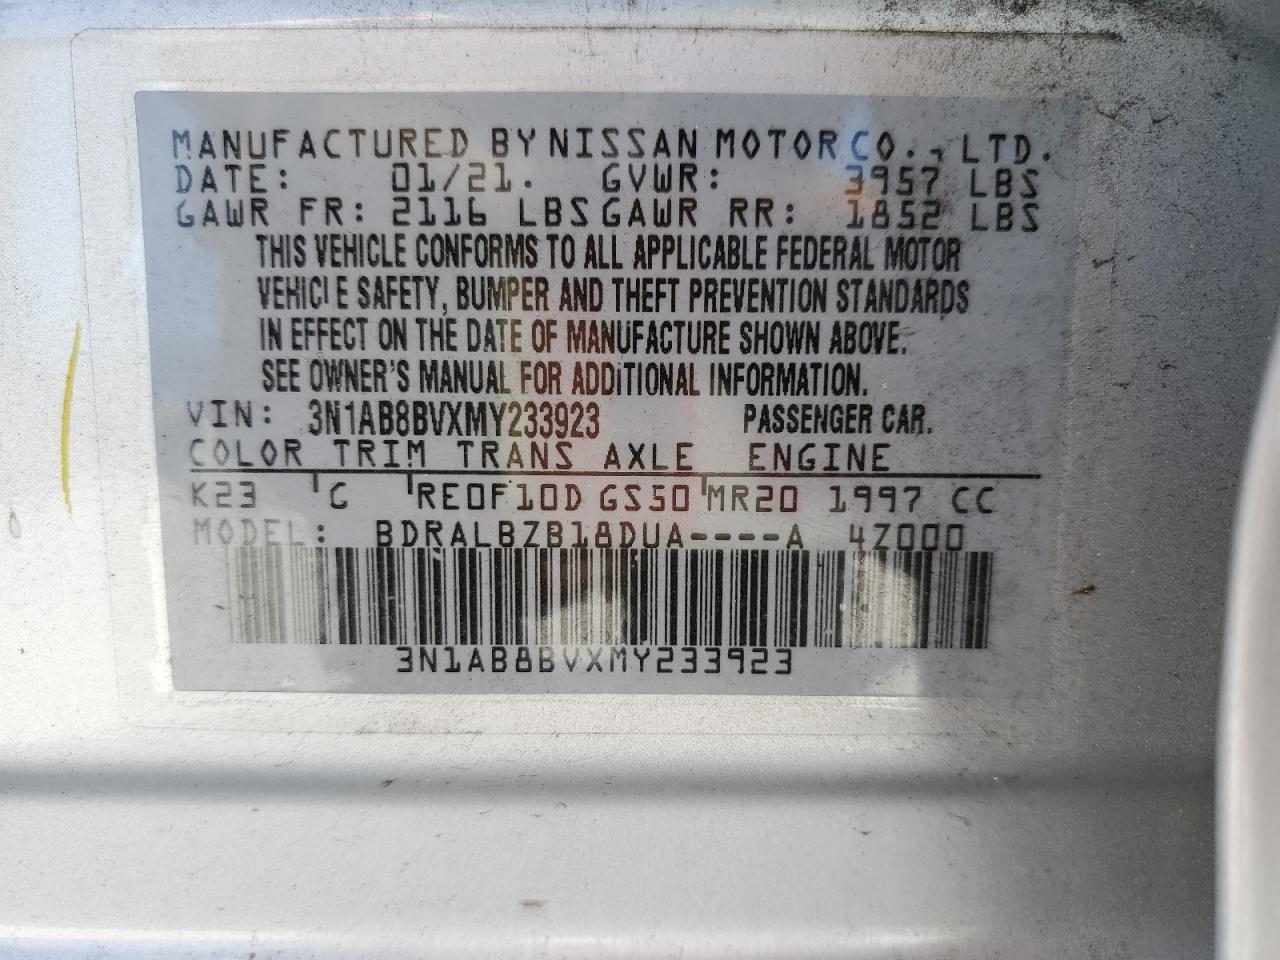 MANUFACTURED BY NISSAN MOTOR CO., LTD.
DATE: 01/21. GVWR: 3957 LBS
GAWR FR: 2116 LBS GAWR RR: 1852 LBS
THIS VEHICLE CONFORMS TO ALL APPLICABLE FEDERAL MOTOR
VEHICLE SAFETY, BUMPER AND THEFT PREVENTION STANDARDS
IN EFFECT ON THE DATE OF MANUFACTURE SHOWN ABOVE.
SEE OWNER'S MANUAL FOR ADDITIONAL INFORMATION.
VIN: 3N1AB8BVXMY233923 PASSENGER CAR.
COLOR TRIM TRANS AXLE ENGINE
K23 G RE0F10D GS50 MR20 1997 CC
MODEL: BDRALBZB18DUA----A 4Z000
3N1AB8BVXMY233923